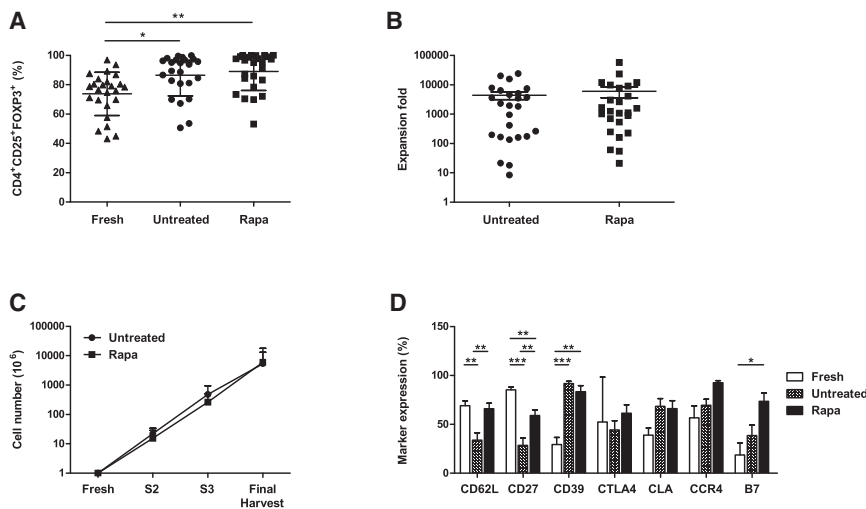 A
**
*
CD4+CD25+FOXP3+ (%)
100
80
60
40
20
0
Fresh Untreated Rapa
B
Expansion fold
100000
10000
1000
100
10
1
Untreated Rapa
C
Cell number (10^6)
100000
10000
1000
100
10
1
Untreated
Rapa
Fresh S2 S3 Final
Harvest
D
Marker expression (%)
150
100
50
0
** **
*** ** **
*** **
*
Fresh
Untreated
Rapa
CD62L CD27 CD39 CTLA4 CLA CCR4 B7